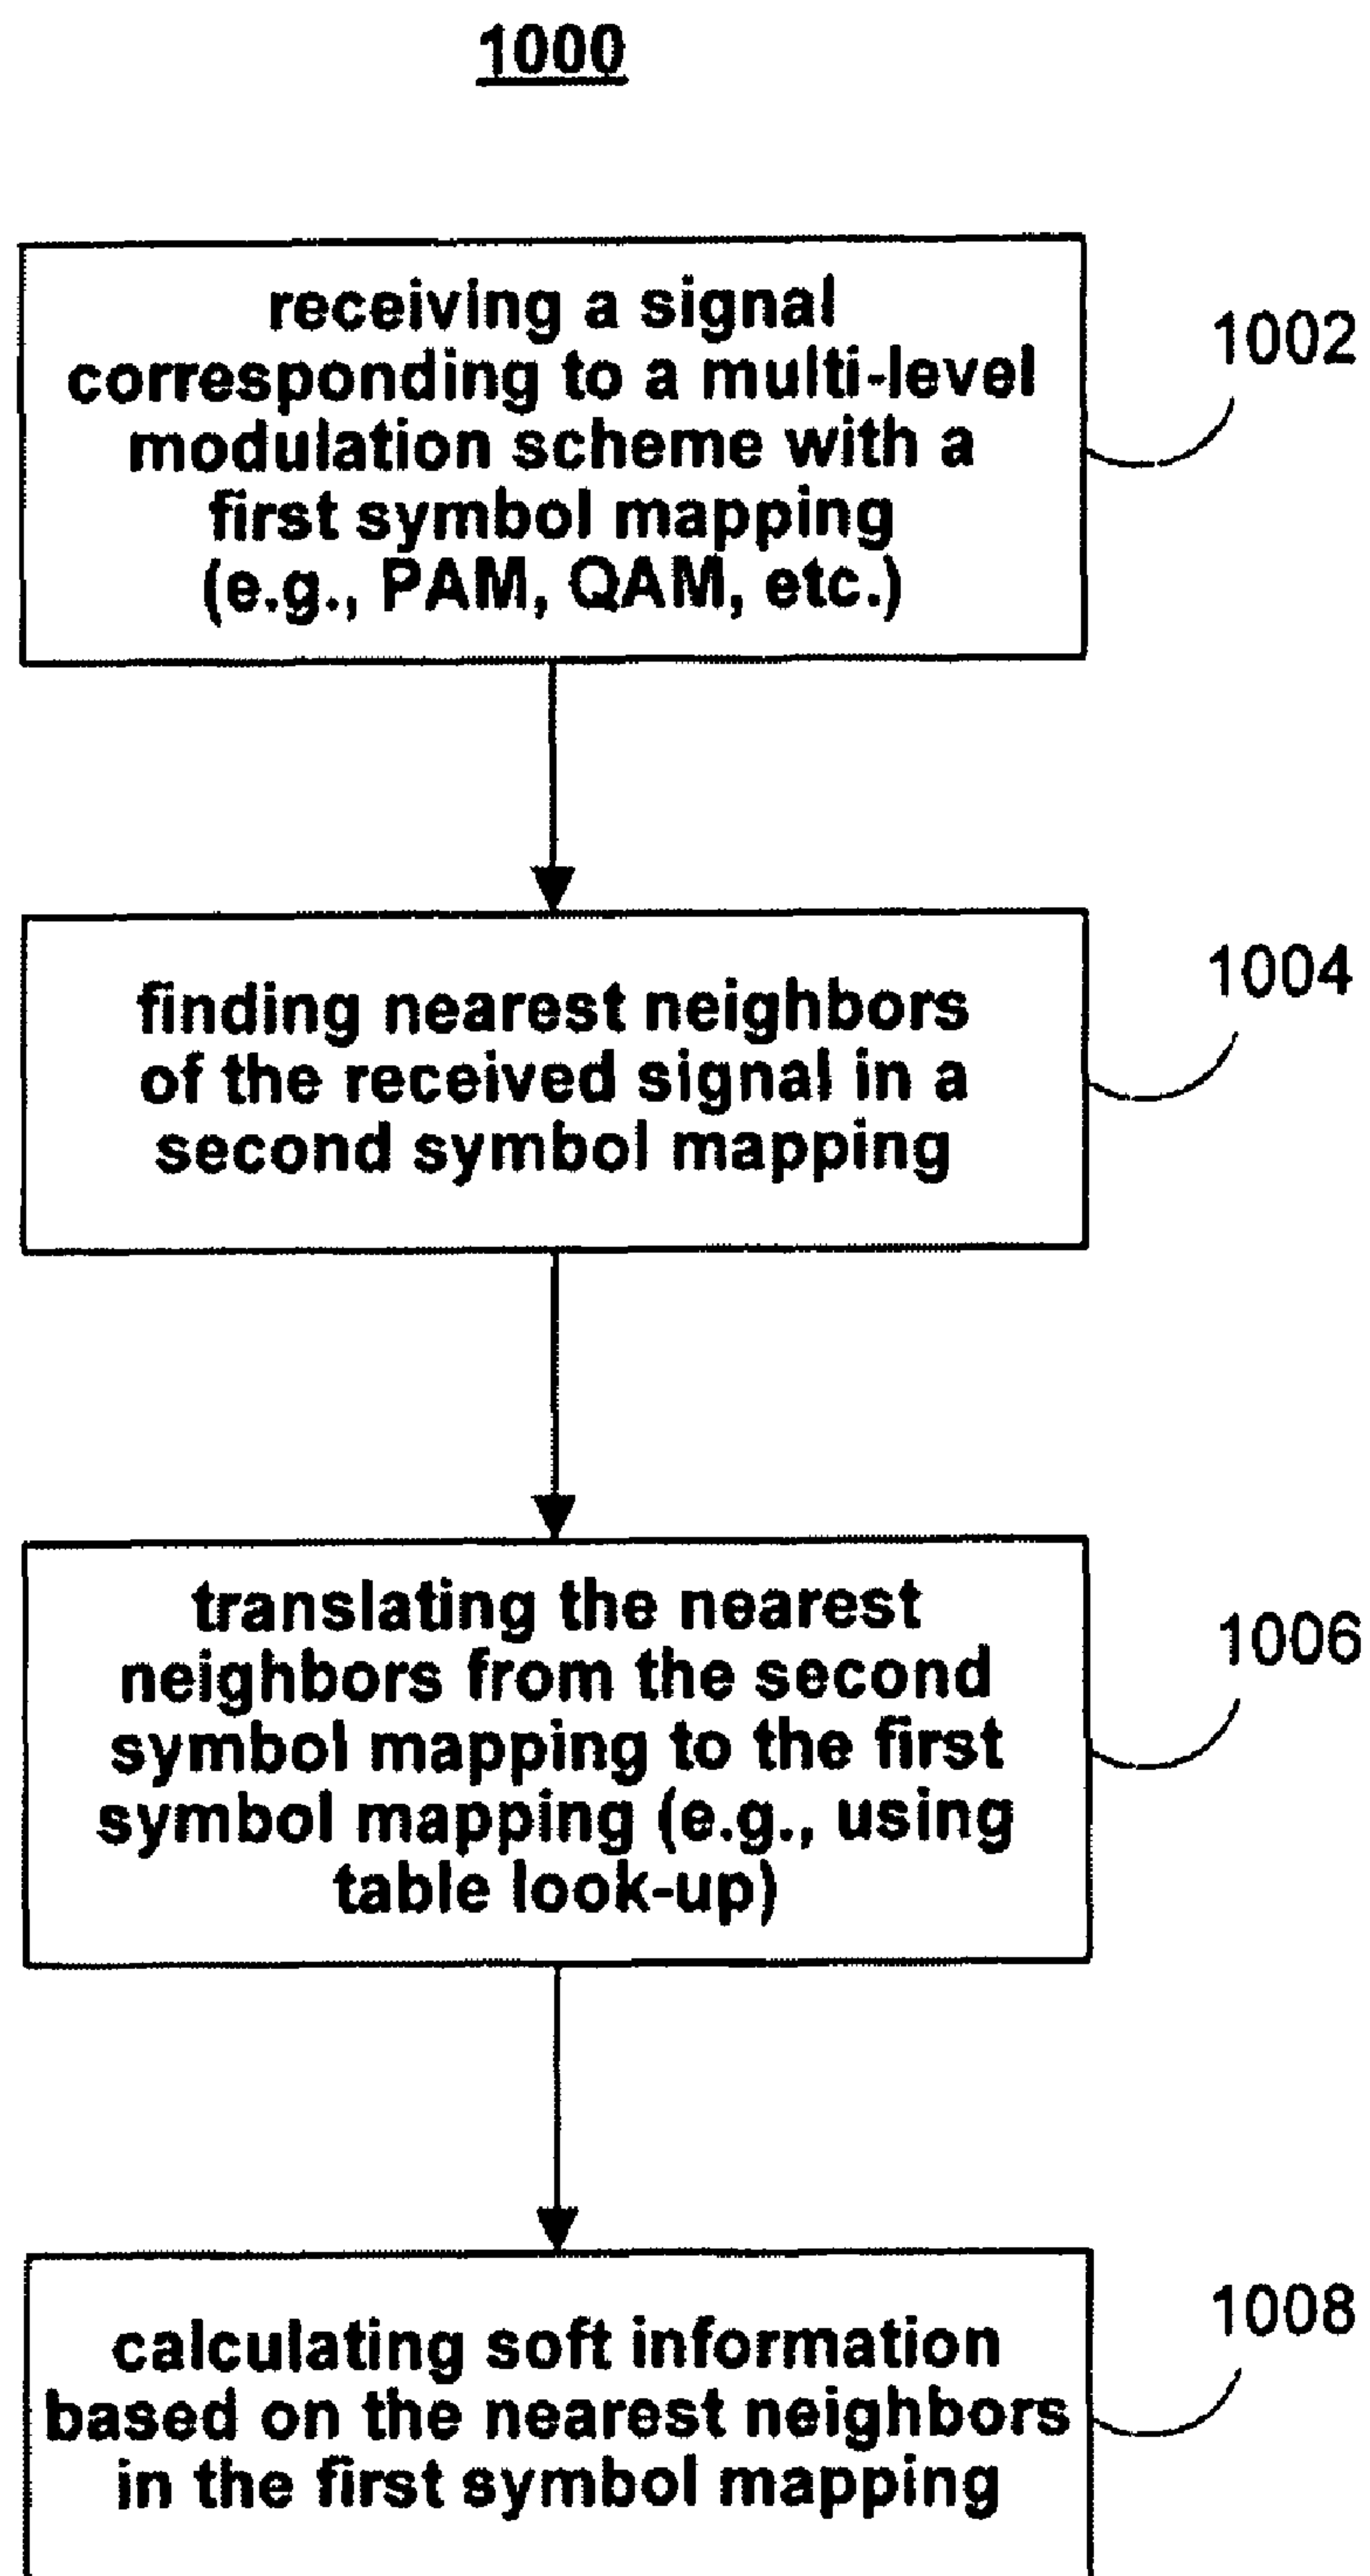 1000
receiving a signal
corresponding to a multi-level
modulation scheme with a
first symbol mapping
(e.g., PAM, QAM, etc.)
1002
finding nearest neighbors
of the received signal in a
second symbol mapping
1004
translating the nearest
neighbors from the second
symbol mapping to the first
symbol mapping (e.g., using
table look-up)
1006
calculating soft information
based on the nearest neighbors
in the first symbol mapping
1008